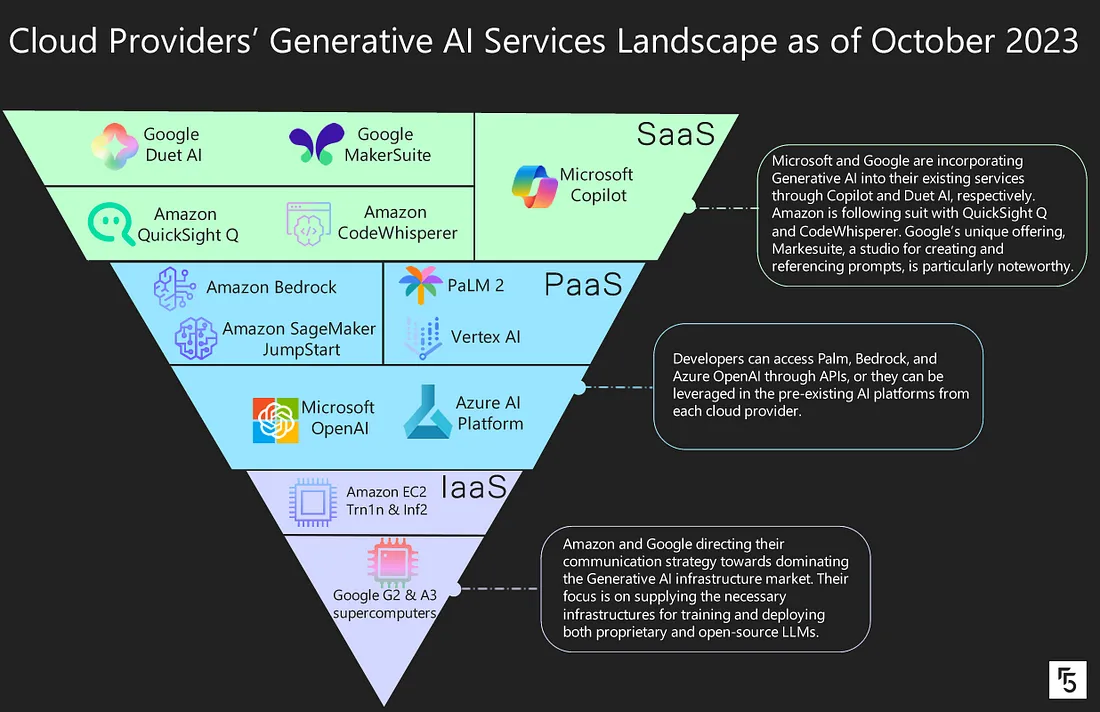 Cloud Providers’ Generative AI Services Landscape as of October 2023
SaaS
Google
Duet AI
Google
MakerSuite
Microsoft
Copilot
Amazon
QuickSight Q
Amazon
CodeWhisperer
Microsoft and Google are incorporating
Generative AI into their existing services
through Copilot and Duet AI, respectively.
Amazon is following suit with QuickSight Q
and CodeWhisperer. Google’s unique offering,
Markesuite, a studio for creating and
referencing prompts, is particularly noteworthy.
PaaS
Amazon Bedrock
PaLM 2
Amazon SageMaker
JumpStart
Vertex AI
Microsoft
OpenAI
Azure AI
Platform
Developers can access Palm, Bedrock, and
Azure OpenAI through APIs, or they can be
leveraged in the pre-existing AI platforms from
each cloud provider.
IaaS
Amazon EC2
Trn1n & Inf2
Google G2 & A3
supercomputers
Amazon and Google directing their
communication strategy towards dominating
the Generative AI infrastructure market. Their
focus is on supplying the necessary
infrastructures for training and deploying
both proprietary and open-source LLMs.